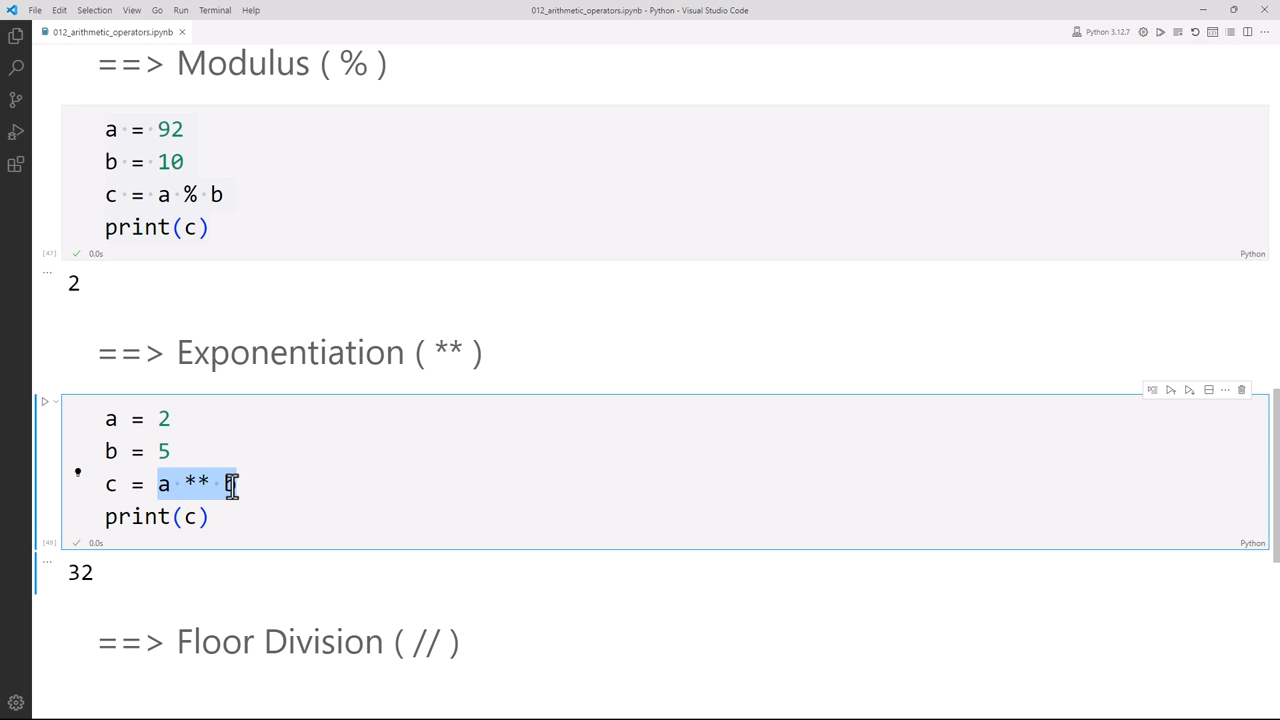 File Edit Selection View Go Run Terminal Help
012_arithmetic_operators.ipynb - Python - Visual Studio Code
012_arithmetic_operators.ipynb
Python 3.12.7
==> Modulus ( % )
a = 92
b = 10
c = a % b
print(c)
[47] 0.0s Python
2
==> Exponentiation ( ** )
a = 2
b = 5
c = a ** b
print(c)
[49] 0.0s Python
32
==> Floor Division ( // )